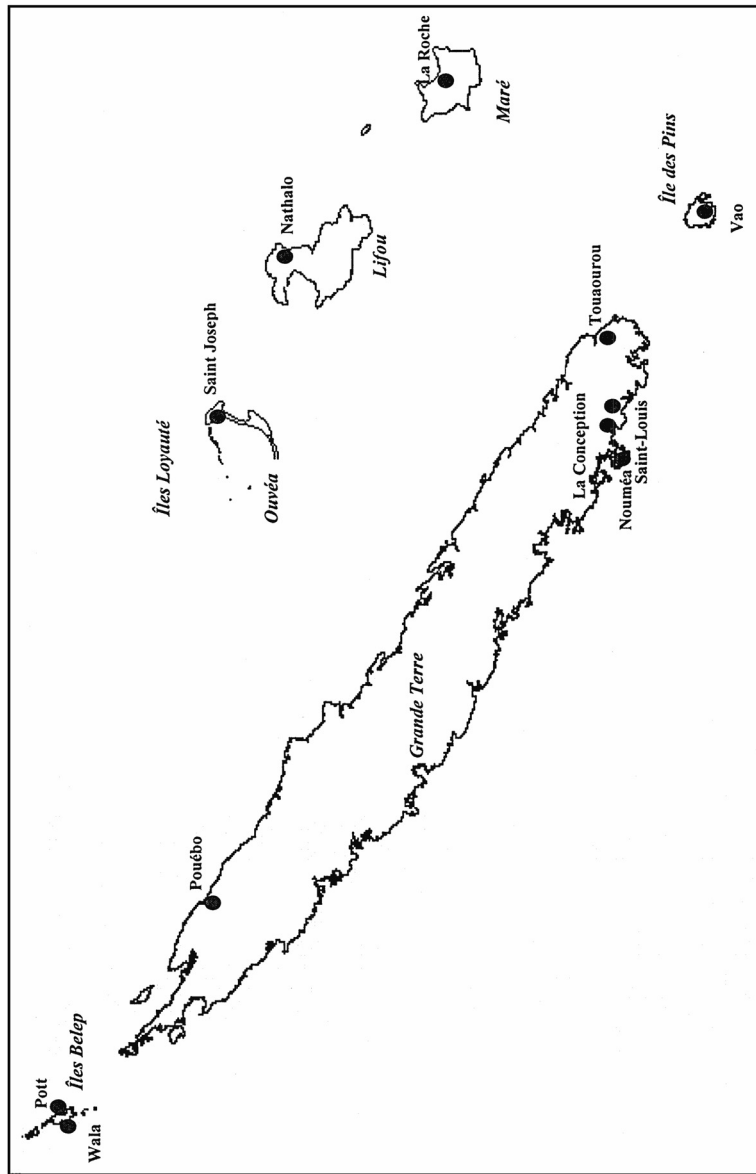 Pott
Îles Belep
Wala
Pouébo
Grande Terre
Îles Loyauté
Saint Joseph
Ouvéa
Nathalo
Lifou
La Roche
Maré
Touaourou
La Conception
Nouméa
Saint-Louis
Île des Pins
Vao